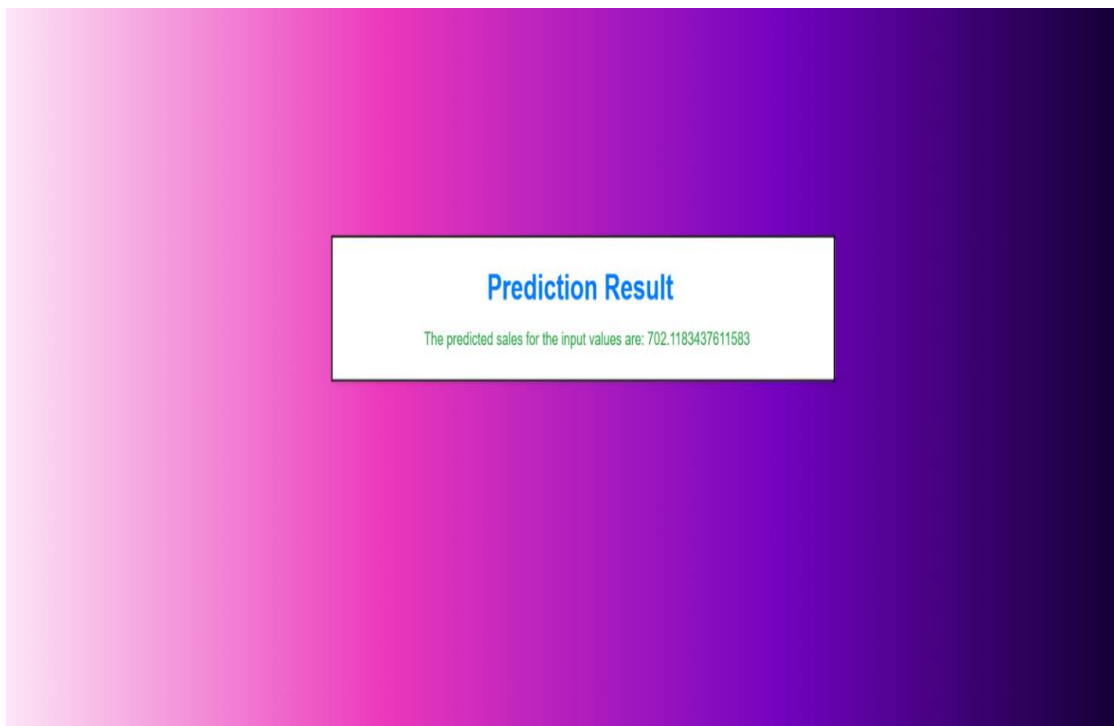 Prediction Result
The predicted sales for the input values are: 702.1183437611583